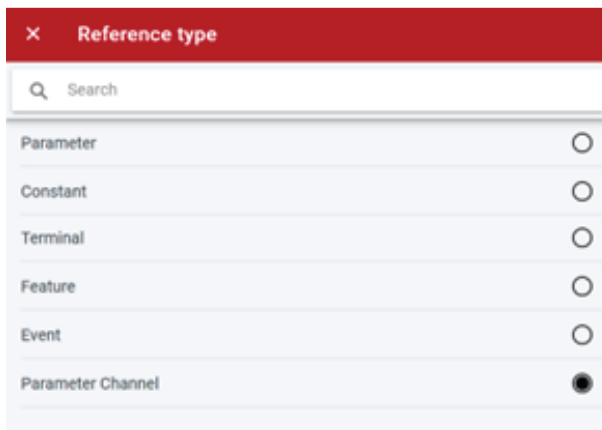 Reference type
Search
Parameter
Constant
Terminal
Feature
Event
Parameter Channel